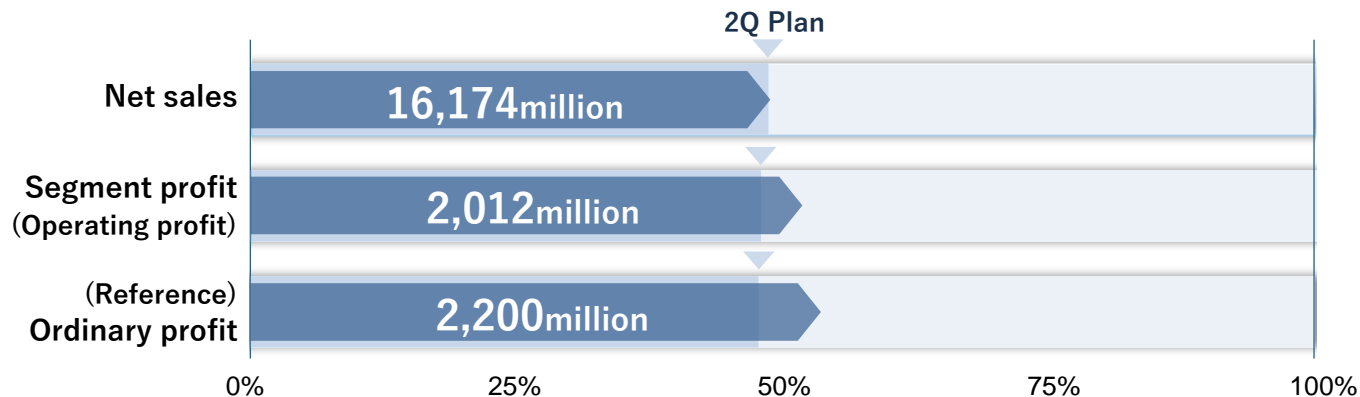 2Q Plan
Net sales
16,174million
Segment profit
(Operating profit)
2,012million
(Reference)
Ordinary profit
2,200million
0% 25% 50% 75% 100%